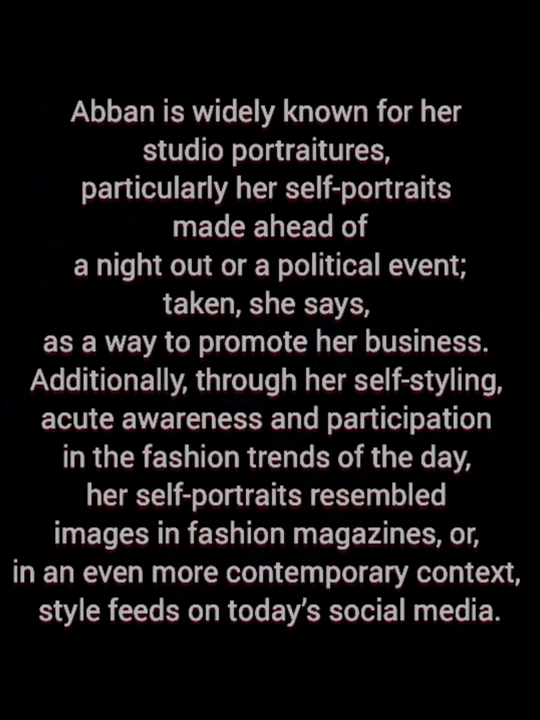 Abban is widely known for her
studio portraitures,
particularly her self-portraits
made ahead of
a night out or a political event;
taken, she says,
as a way to promote her business.
Additionally, through her self-styling,
acute awareness and participation
in the fashion trends of the day,
her self-portraits resembled
images in fashion magazines, or,
in an even more contemporary context,
style feeds on today's social media.